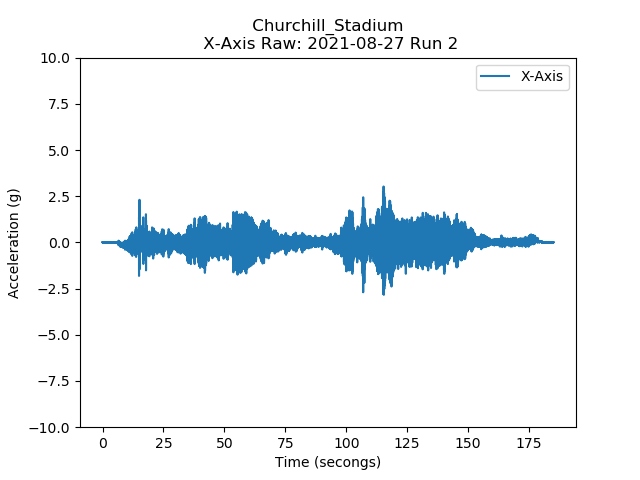 Churchill_Stadium
X-Axis Raw: 2021-08-27 Run 2
X-Axis
10.0
7.5
5.0
2.5
0.0
−2.5
−5.0
−7.5
−10.0
Acceleration (g)
0 25 50 75 100 125 150 175
Time (secongs)